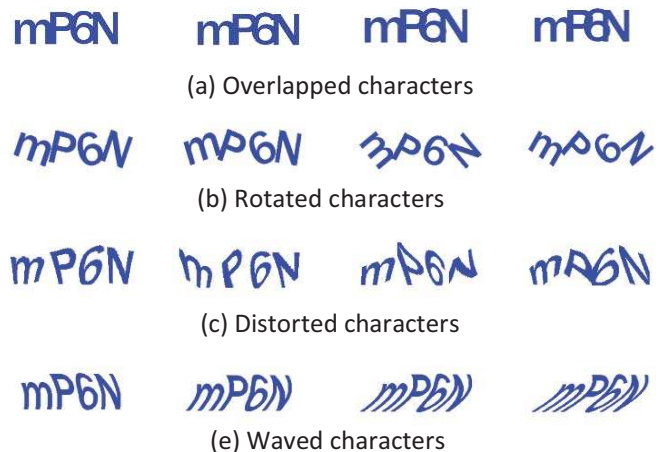 mP6N mP6N mP6N mP6N
(a) Overlapped characters
mP6N mP6N mP6N mP6N
(b) Rotated characters
mP6N mP6N mP6N mP6N
(c) Distorted characters
mP6N mP6N mP6N mP6N
(e) Waved characters